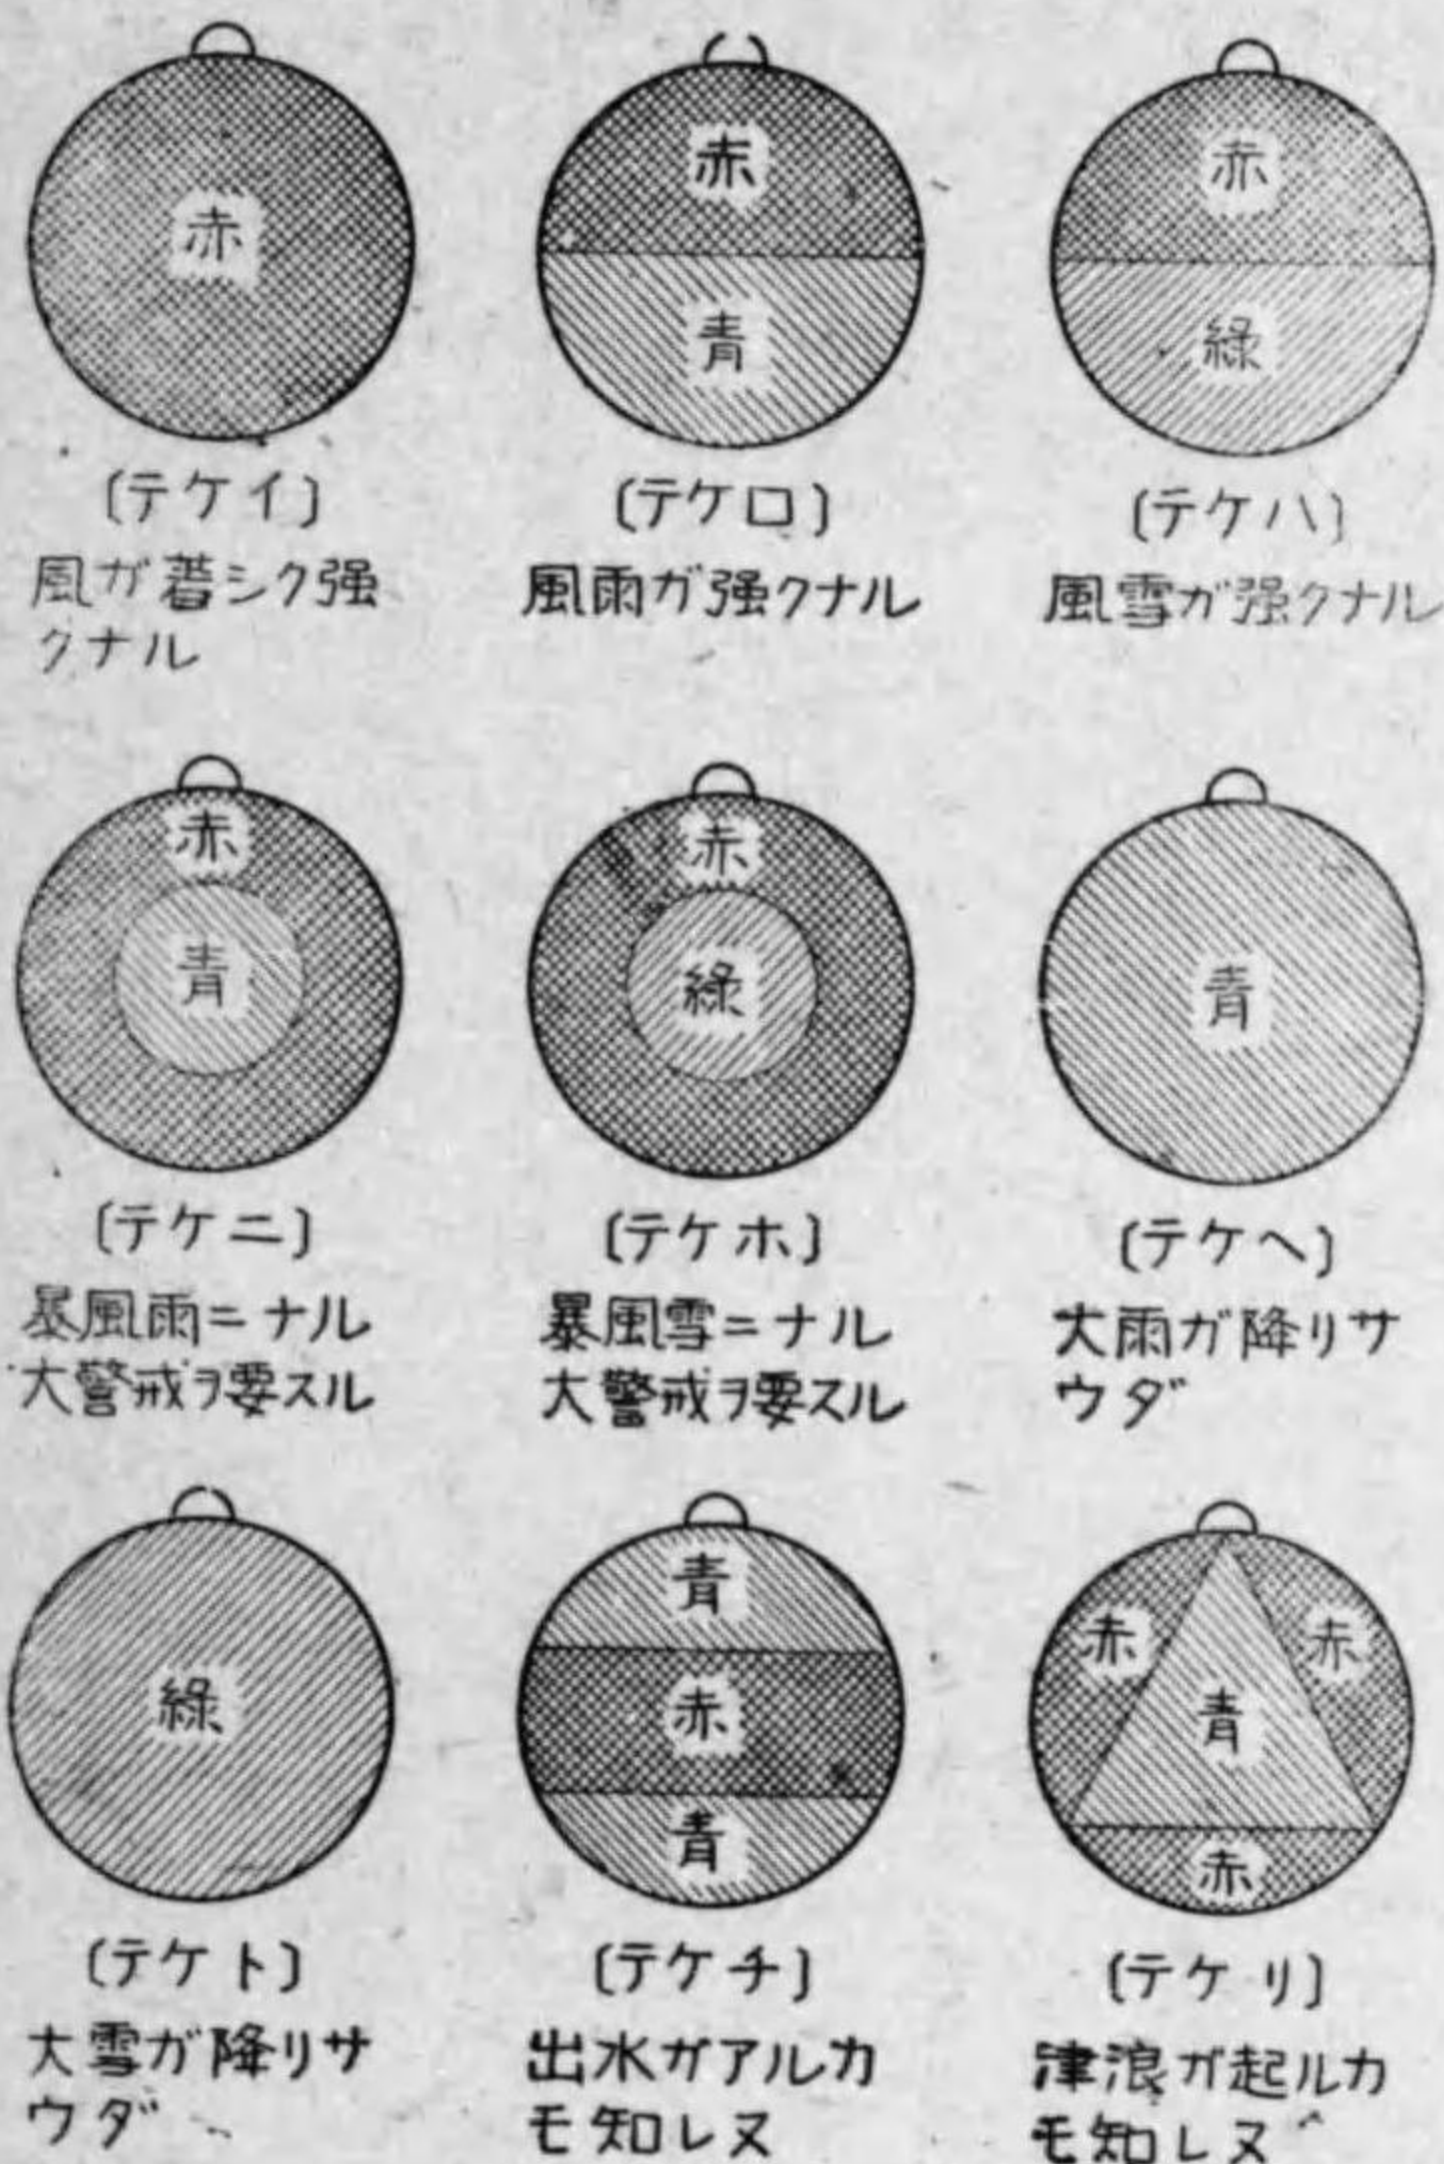 赤
赤
青
赤
緑
〔テケイ〕
風ガ著シク強
クナル
〔テケロ〕
風雨ガ強クナル
〔テケハ〕
風雪ガ強クナル
赤
青
赤
緑
青
〔テケニ〕
暴風雨ニナル
大警戒ヲ要スル
〔テケホ〕
暴風雪ニナル
大警戒ヲ要スル
〔テケヘ〕
大雨ガ降リサ
ウダ
緑
青
赤
青
赤
赤
青
赤
〔テケト〕
大雪ガ降リサ
ウダ
〔テケチ〕
出水ガアルカ
モ知レヌ
〔テケリ〕
津浪ガ起ルカ
モ知レヌ